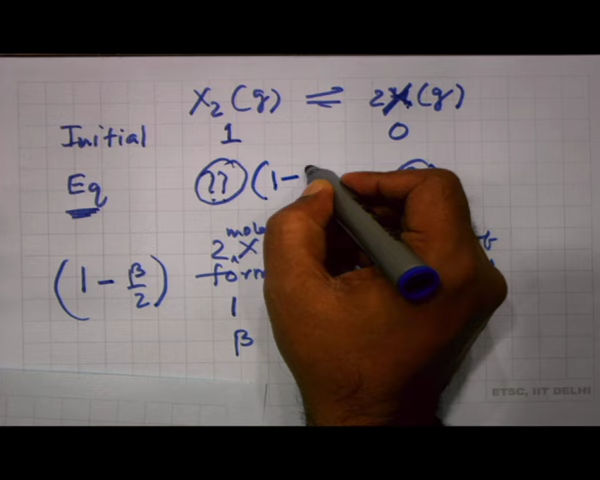 X₂(g) ⇌ 2X(g)
Initial 1 0
Eq (??) (1-
2 mole X
form
(1 - β/2)
1
β
ETSC, IIT DELHI